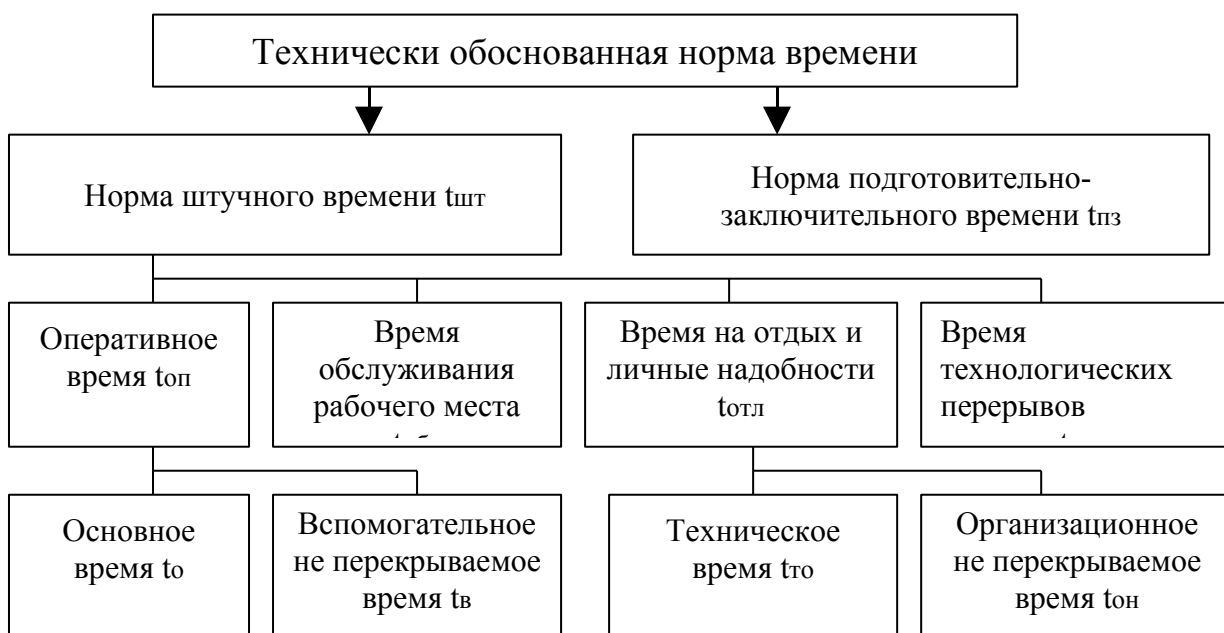 Технически обоснованная норма времени
Норма штучного времени tшт
Норма подготовительно-
заключительного времени tпз
Оперативное
время tоп
Время
обслуживания
рабочего места
Время на отдых и
личные надобности
tотл
Время
технологических
перерывов
Основное
время tо
Вспомогательное
не перекрываемое
время tв
Техническое
время tто
Организационное
не перекрываемое
время tон